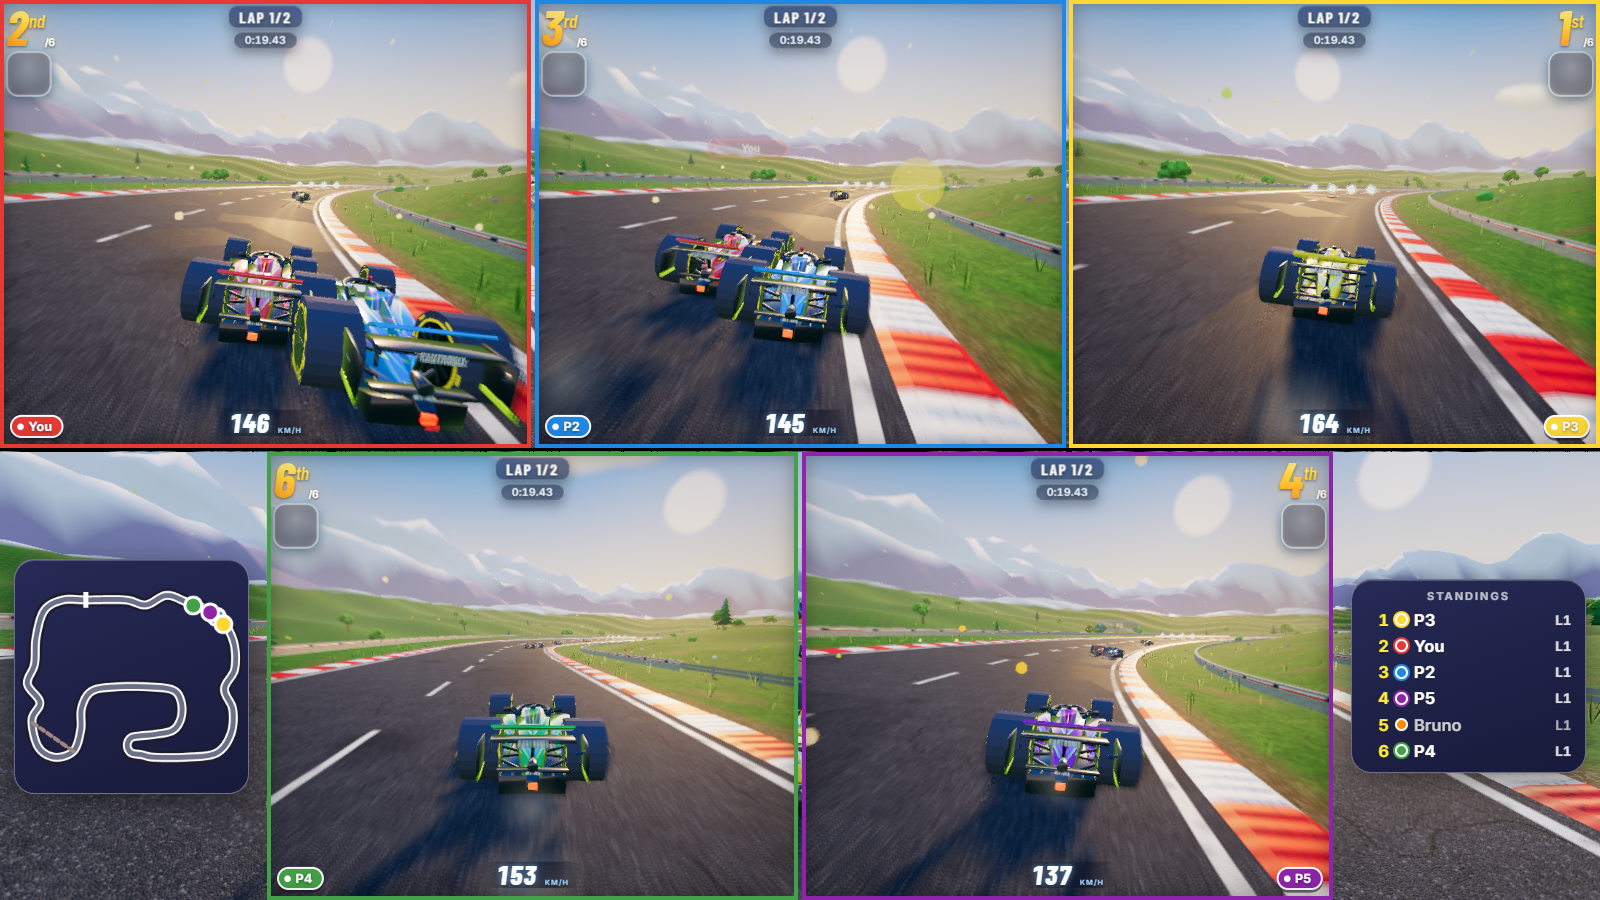 2nd /6
LAP 1/2
0:19.43
You
146 KM/H
3rd /6
LAP 1/2
0:19.43
You
P2
145 KM/H
1st /6
LAP 1/2
0:19.43
164 KM/H
P3
6th /6
LAP 1/2
0:19.43
P4
153 KM/H
4th /6
LAP 1/2
0:19.43
137 KM/H
P5
STANDINGS
1 P3 L1
2 You L1
3 P2 L1
4 P5 L1
5 Bruno L1
6 P4 L1